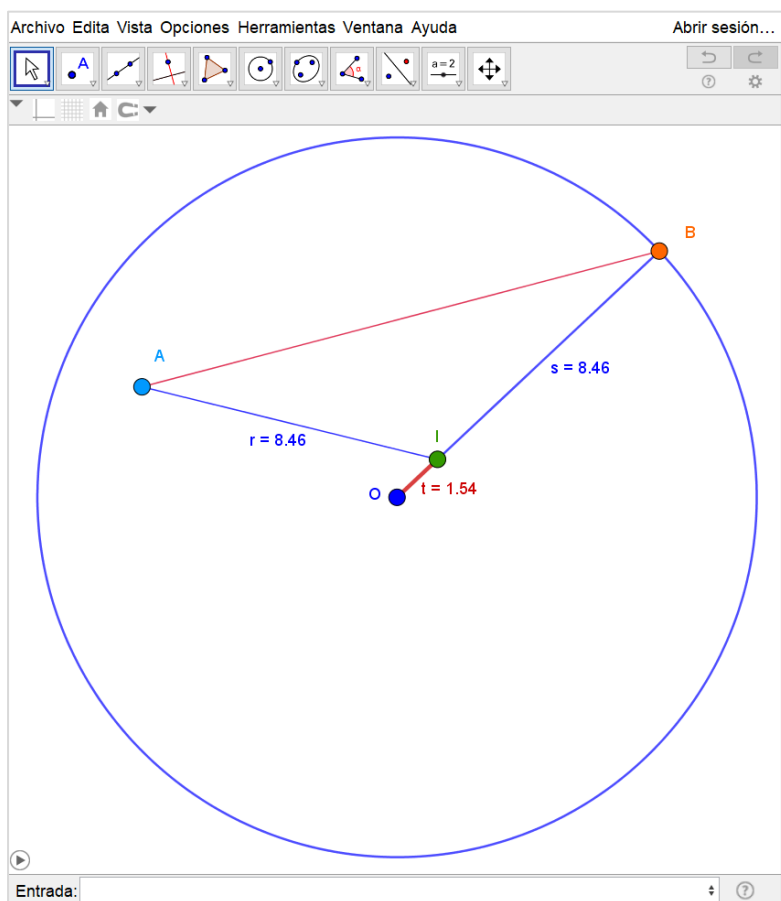 Archivo Edita Vista Opciones Herramientas Ventana Ayuda Abrir sesión...
A
α
a = 2
B
A
s = 8.46
I
r = 8.46
t = 1.54
O
Entrada: